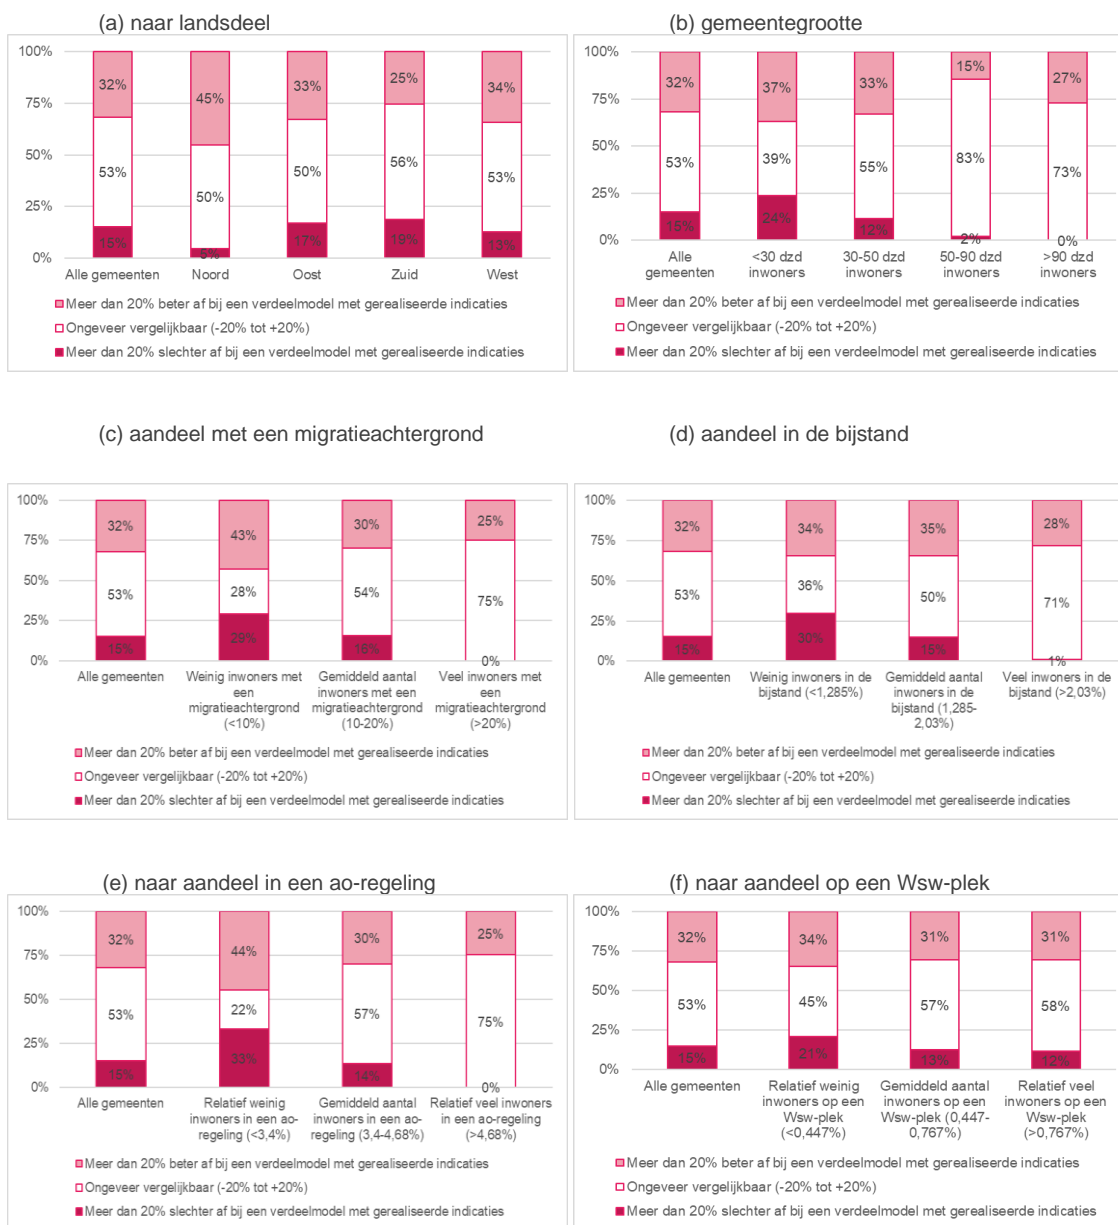 (a) naar landsdeel
100%
75%
50%
25%
0%
32%
53%
15%
45%
50%
5%
33%
50%
17%
25%
56%
19%
34%
53%
13%
Alle gemeenten
Noord
Oost
Zuid
West
Meer dan 20% beter af bij een verdeelmodel met gerealiseerde indicaties
Ongeveer vergelijkbaar (-20% tot +20%)
Meer dan 20% slechter af bij een verdeelmodel met gerealiseerde indicaties
(b) gemeentegrootte
100%
75%
50%
25%
0%
32%
53%
15%
37%
39%
24%
33%
55%
12%
15%
83%
2%
27%
73%
0%
Alle
gemeenten
<30 dzd
inwoners
30-50 dzd
inwoners
50-90 dzd
inwoners
>90 dzd
inwoners
Meer dan 20% beter af bij een verdeelmodel met gerealiseerde indicaties
Ongeveer vergelijkbaar (-20% tot +20%)
Meer dan 20% slechter af bij een verdeelmodel met gerealiseerde indicaties
(c) aandeel met een migratieachtergrond
100%
75%
50%
25%
0%
32%
53%
15%
43%
28%
29%
30%
54%
16%
25%
75%
0%
Alle gemeenten
Weinig inwoners met
een
migratieachtergrond
(<10%)
Gemiddeld aantal
inwoners met een
migratieachtergrond
(10-20%)
Veel inwoners met
een
migratieachtergrond
(>20%)
Meer dan 20% beter af bij een verdeelmodel met gerealiseerde indicaties
Ongeveer vergelijkbaar (-20% tot +20%)
Meer dan 20% slechter af bij een verdeelmodel met gerealiseerde indicaties
(d) aandeel in de bijstand
100%
75%
50%
25%
0%
32%
53%
15%
34%
36%
30%
35%
50%
15%
28%
71%
1%
Alle gemeenten
Weinig inwoners in de
bijstand (<1,285%)
Gemiddeld aantal
inwoners in de
bijstand (1,285-
2,03%)
Veel inwoners in de
bijstand (>2,03%)
Meer dan 20% beter af bij een verdeelmodel met gerealiseerde indicaties
Ongeveer vergelijkbaar (-20% tot +20%)
Meer dan 20% slechter af bij een verdeelmodel met gerealiseerde indicaties
(e) naar aandeel in een ao-regeling
100%
75%
50%
25%
0%
32%
53%
15%
44%
22%
33%
30%
57%
14%
25%
75%
0%
Alle gemeenten
Relatief weinig
inwoners in een ao-
regeling (<3,4%)
Gemiddeld aantal
inwoners in een ao-
regeling (3,4-4,68%)
Relatief veel inwoners
in een ao-regeling
(>4,68%)
Meer dan 20% beter af bij een verdeelmodel met gerealiseerde indicaties
Ongeveer vergelijkbaar (-20% tot +20%)
Meer dan 20% slechter af bij een verdeelmodel met gerealiseerde indicaties
(f) naar aandeel op een Wsw-plek
100%
75%
50%
25%
0%
32%
53%
15%
34%
45%
21%
31%
57%
13%
31%
58%
12%
Alle gemeenten
Relatief weinig
inwoners op een
Wsw-plek
(<0,447%)
Gemiddeld aantal
inwoners op een
Wsw-plek (0,447-
0,767%)
Relatief veel
inwoners op een
Wsw-plek
(>0,767%)
Meer dan 20% beter af bij een verdeelmodel met gerealiseerde indicaties
Ongeveer vergelijkbaar (-20% tot +20%)
Meer dan 20% slechter af bij een verdeelmodel met gerealiseerde indicaties